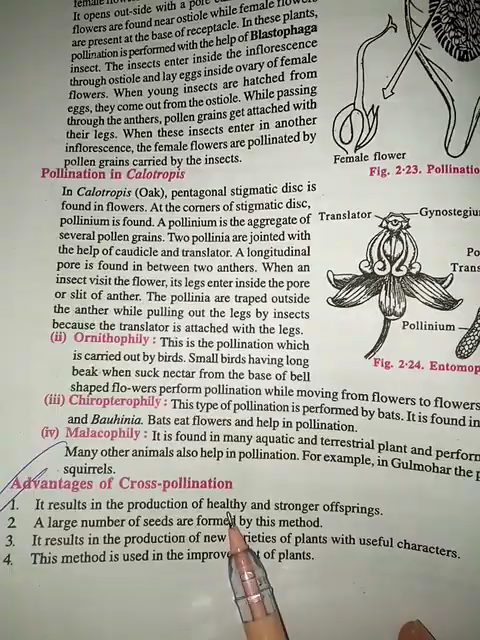 It opens out-side with a pore
flowers are found near ostiole while female flowers
are present at the base of receptacle. In these plants,
pollination is performed with the help of Blastophaga
insect. The insects enter inside the inflorescence
through ostiole and lay eggs inside ovary of female
flowers. When young insects are hatched from
eggs, they come out from the ostiole. While passing
through the anthers, pollen grains get attached with
their legs. When these insects enter in another
inflorescence, the female flowers are pollinated by
pollen grains carried by the insects.
Female flower
Fig. 2·23. Pollinatio
Pollination in Calotropis
In Calotropis (Oak), pentagonal stigmatic disc is
found in flowers. At the corners of stigmatic disc,
pollinium is found. A pollinium is the aggregate of
several pollen grains. Two pollinia are jointed with
the help of caudicle and translator. A longitudinal
pore is found in between two anthers. When an
insect visit the flower, its legs enter inside the pore
or slit of anther. The pollinia are traped outside
the anther while pulling out the legs by insects
because the translator is attached with the legs.
Translator
Gynostegiu
Po
Trans
Pollinium
Fig. 2·24. Entomop
(ii) Ornithophily : This is the pollination which
is carried out by birds. Small birds having long
beak when suck nectar from the base of bell
shaped flo-wers perform pollination while moving from flowers to flowers
(iii) Chiropterophily : This type of pollination is performed by bats. It is found in
and Bauhinia. Bats eat flowers and help in pollination.
(iv) Malacophily : It is found in many aquatic and terrestrial plant and perform
Many other animals also help in pollination. For example, in Gulmohar the p
squirrels.
Advantages of Cross-pollination
1. It results in the production of healthy and stronger offsprings.
2. A large number of seeds are formed by this method.
3. It results in the production of new rieties of plants with useful characters.
4. This method is used in the improv t of plants.